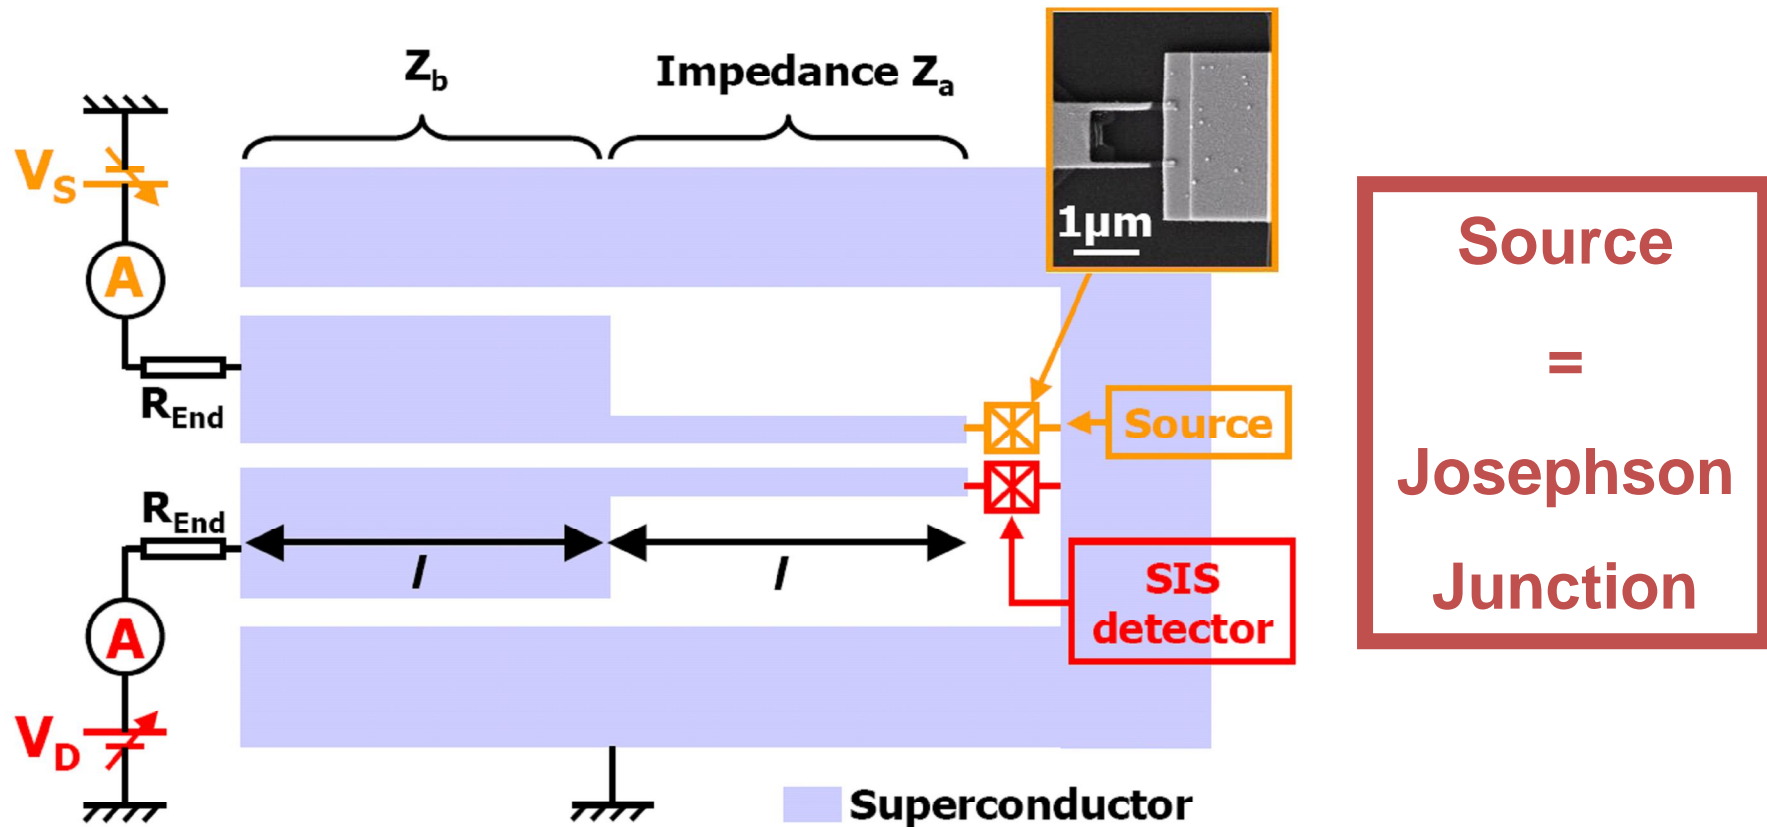 Z_b
Impedance Z_a
V_S
A
R_End
1µm
Source
R_End
l
l
SIS
detector
A
V_D
Superconductor
Source
=
Josephson
Junction